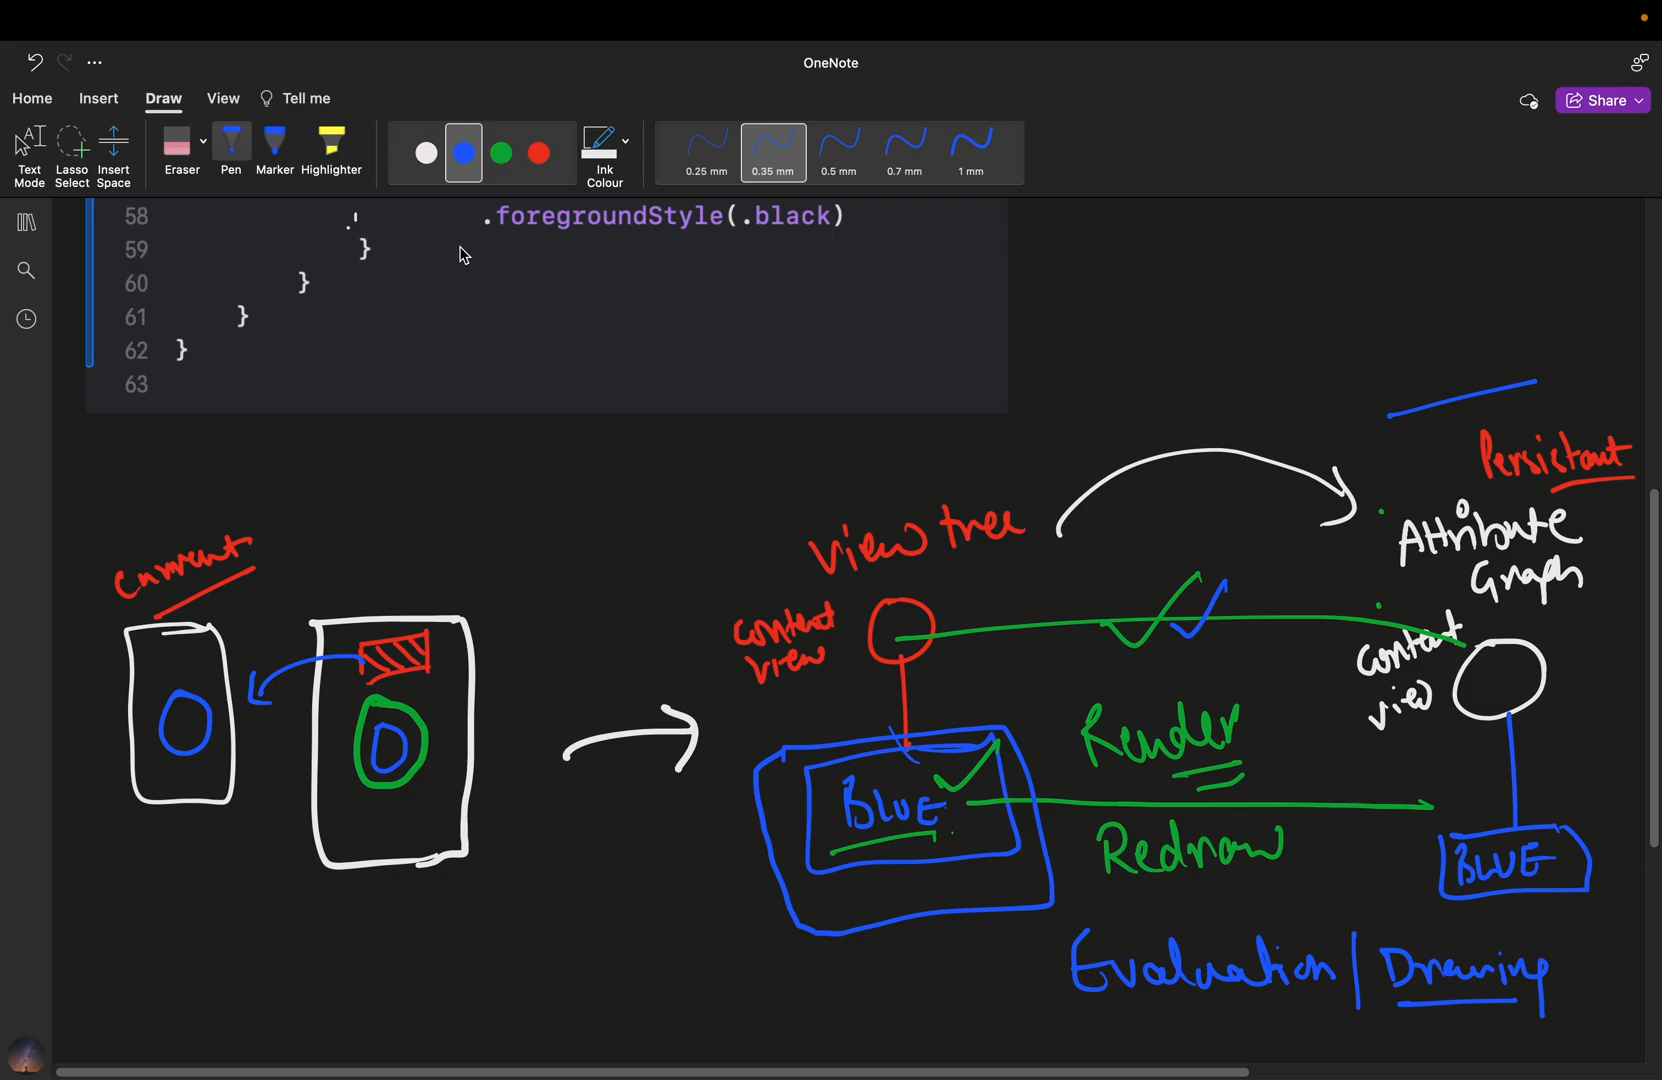 OneNote
Home Insert Draw View Tell me
Share
Text Mode
Lasso Select
Insert Space
Eraser
Pen
Marker
Highlighter
Ink Colour
0.25 mm
0.35 mm
0.5 mm
0.7 mm
1 mm
58 .foregroundStyle(.black)
59 }
60 }
61 }
62 }
63
Persistant
Attribute
Graph
View tree
Current
Content
View
Content
View
Render
BLUE
Redraw
BLUE
Evaluation | Drawing